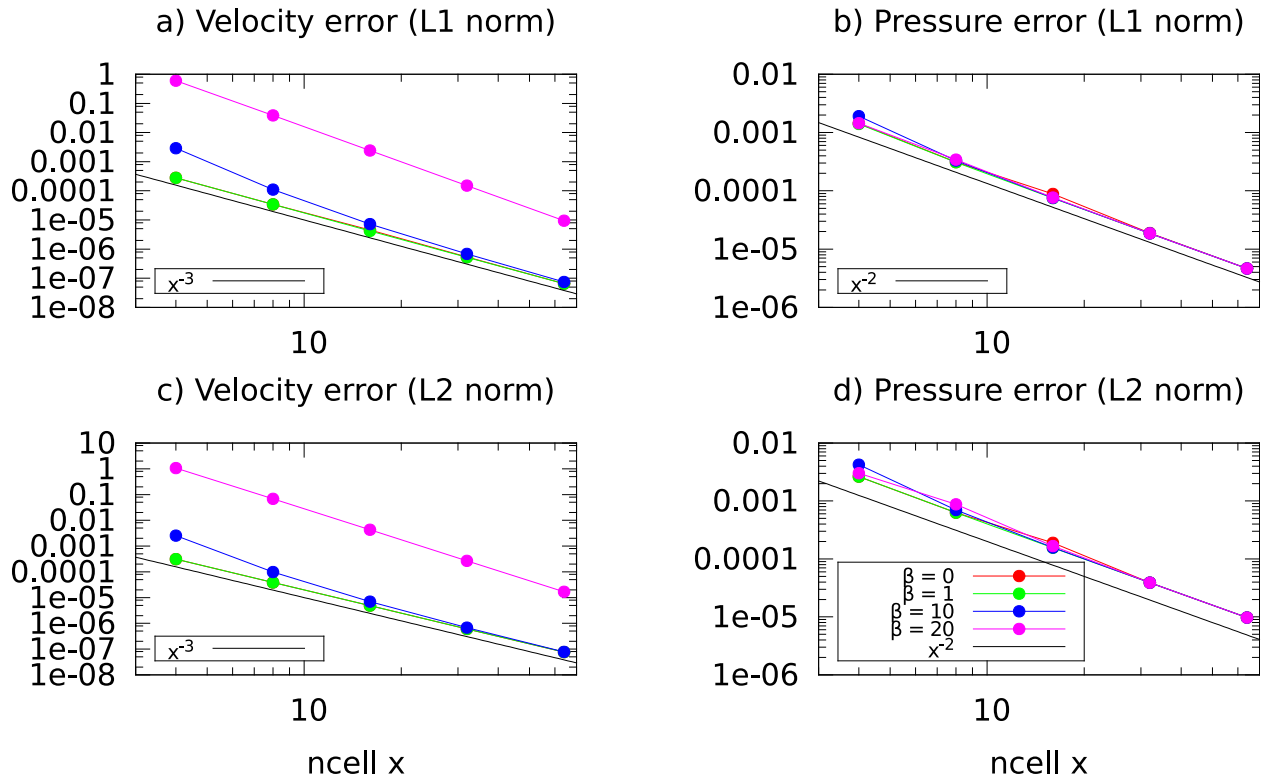 a) Velocity error (L1 norm)
1
0.1
0.01
0.001
0.0001
1e-05
1e-06
1e-07
1e-08
x-3
10
b) Pressure error (L1 norm)
0.01
0.001
0.0001
1e-05
1e-06
x-2
10
c) Velocity error (L2 norm)
10
1
0.1
0.01
0.001
0.0001
1e-05
1e-06
1e-07
1e-08
x-3
10
ncell x
d) Pressure error (L2 norm)
0.01
0.001
0.0001
1e-05
1e-06
β = 0
β = 1
β = 10
β = 20
x-2
10
ncell x